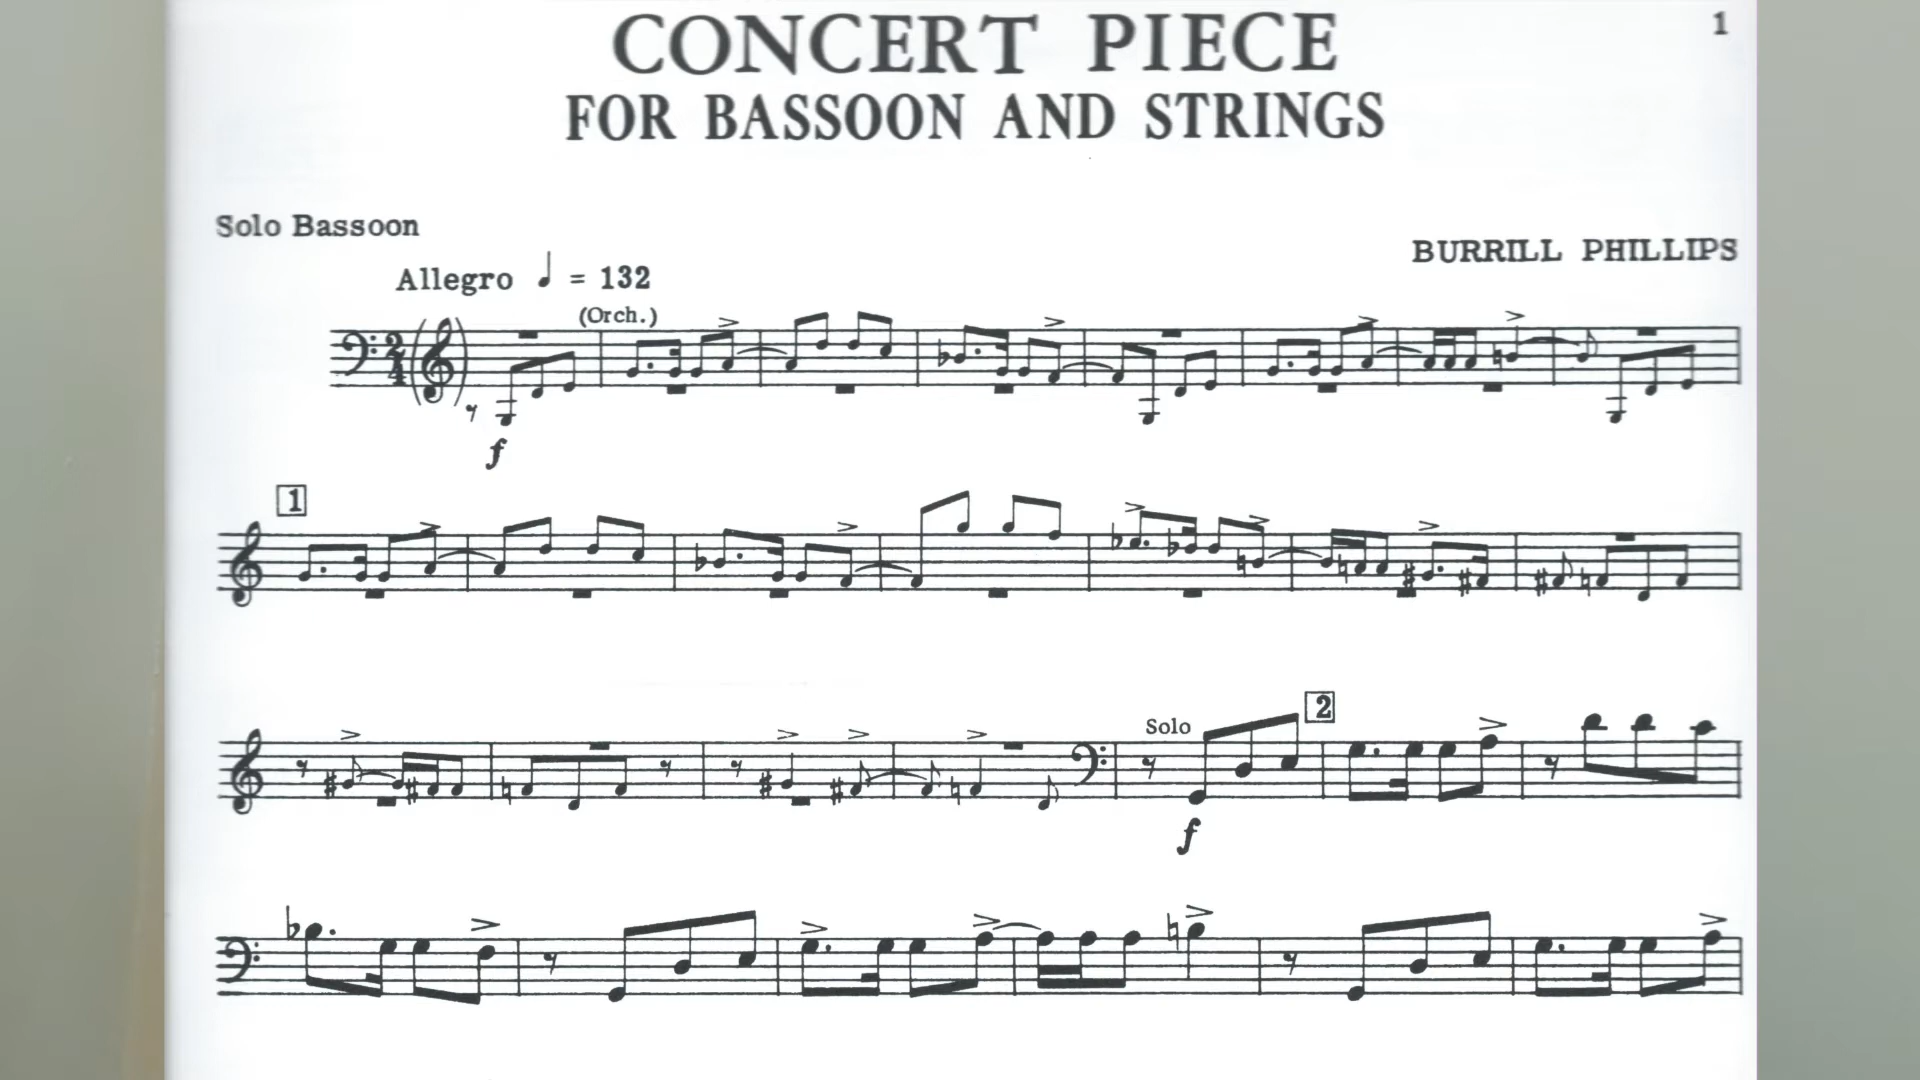 CONCERT PIECE
1
FOR BASSOON AND STRINGS
Solo Bassoon
BURRILL PHILLIPS
Allegro ♩ = 132
(Orch.)
2
4
f
1
Solo
2
f